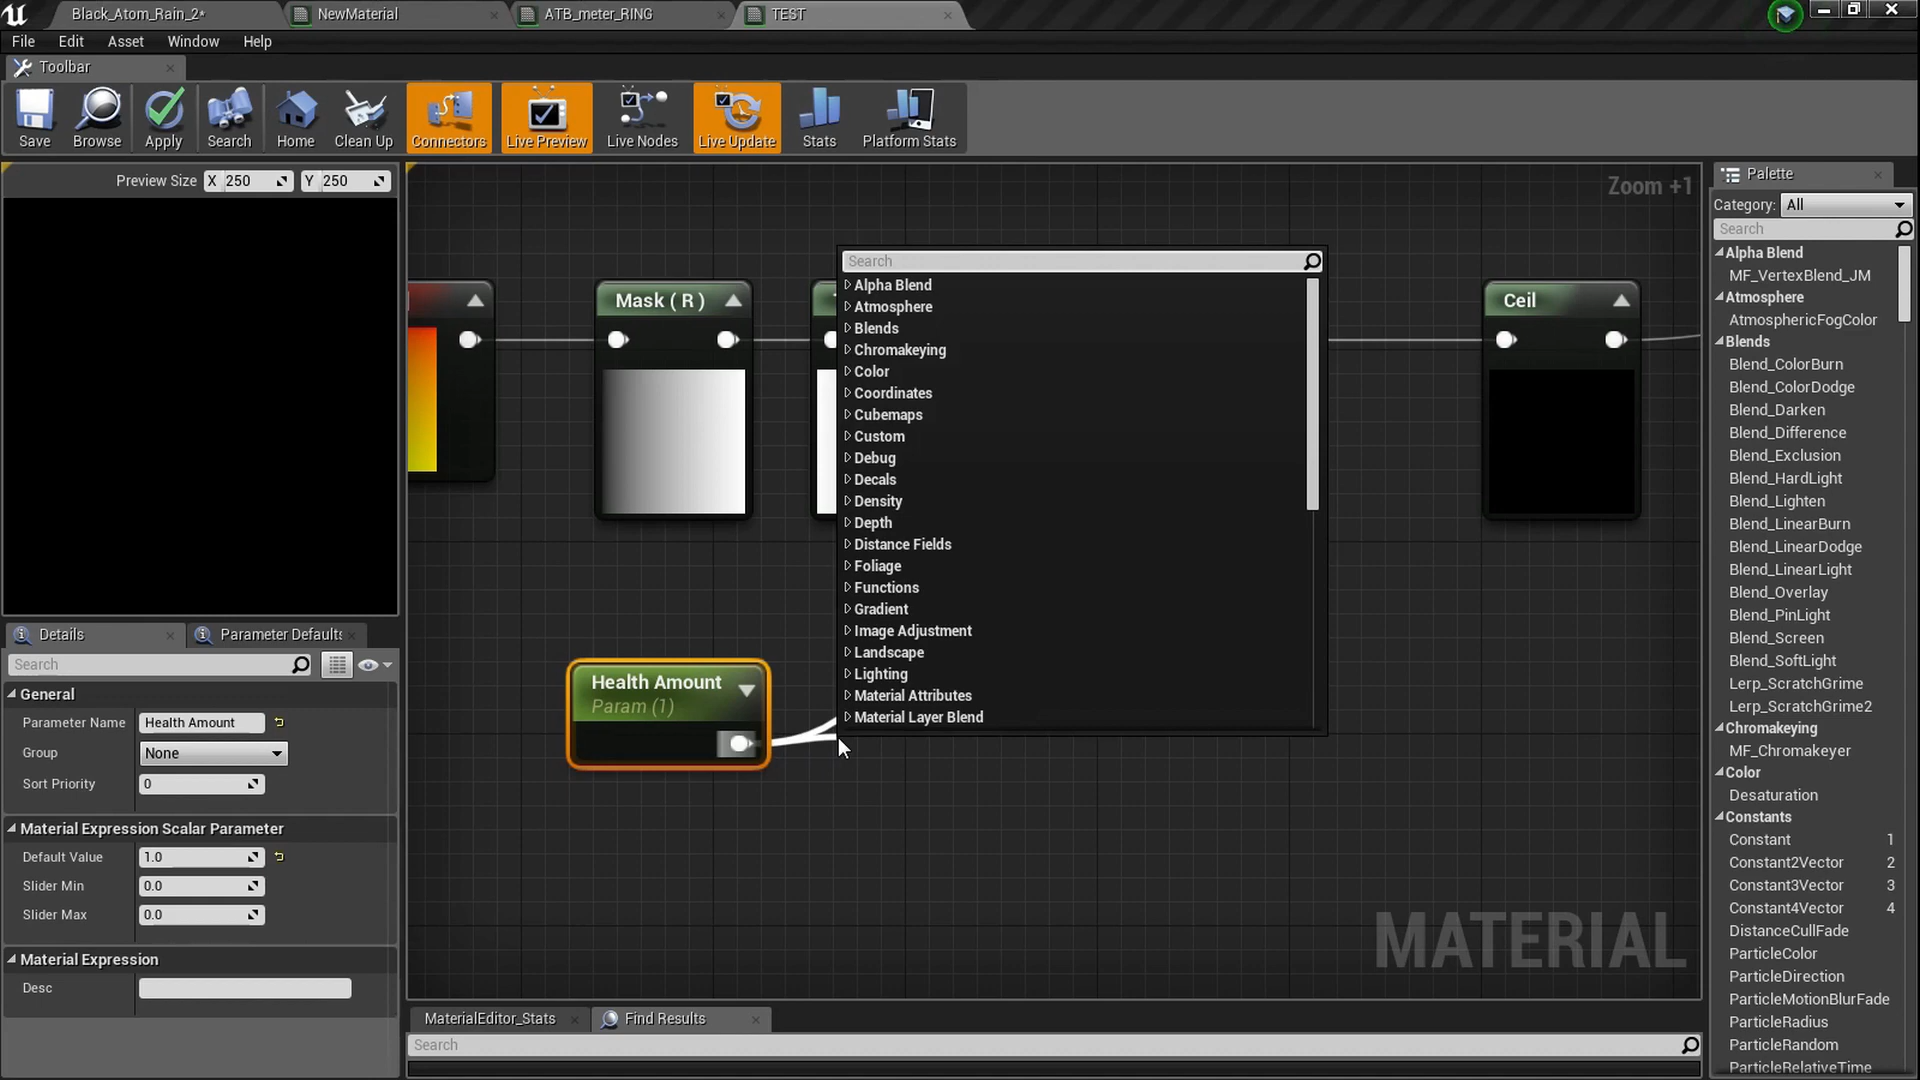 Black_Atom_Rain_2*
NewMaterial
ATB_meter_RING
TEST
File Edit Asset Window Help
Toolbar
Save Browse Apply Search Home Clean Up Connectors Live Preview Live Nodes Live Update Stats Platform Stats
Preview Size X 250 Y 250
Zoom +1
Mask ( R )
Ceil
Search
Alpha Blend
Atmosphere
Blends
Chromakeying
Color
Coordinates
Cubemaps
Custom
Debug
Decals
Density
Depth
Distance Fields
Foliage
Functions
Gradient
Image Adjustment
Landscape
Lighting
Material Attributes
Material Layer Blend
Health Amount
Param (1)
MATERIAL
Details
Parameter Defaults
Search
General
Parameter Name Health Amount
Group None
Sort Priority 0
Material Expression Scalar Parameter
Default Value 1.0
Slider Min 0.0
Slider Max 0.0
Material Expression
Desc
MaterialEditor_Stats
Find Results
Search
Palette
Category: All
Search
Alpha Blend
MF_VertexBlend_JM
Atmosphere
AtmosphericFogColor
Blends
Blend_ColorBurn
Blend_ColorDodge
Blend_Darken
Blend_Difference
Blend_Exclusion
Blend_HardLight
Blend_Lighten
Blend_LinearBurn
Blend_LinearDodge
Blend_LinearLight
Blend_Overlay
Blend_PinLight
Blend_Screen
Blend_SoftLight
Lerp_ScratchGrime
Lerp_ScratchGrime2
Chromakeying
MF_Chromakeyer
Color
Desaturation
Constants
Constant 1
Constant2Vector 2
Constant3Vector 3
Constant4Vector 4
DistanceCullFade
ParticleColor
ParticleDirection
ParticleMotionBlurFade
ParticleRadius
ParticleRandom
ParticleRelativeTime